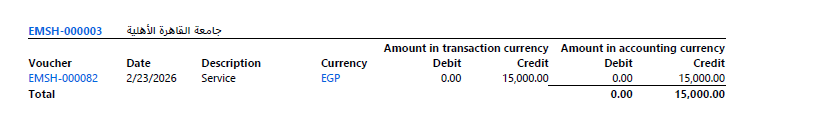 EMSH-000003 جامعة القاهرة الأهلية
Amount in transaction currency Amount in accounting currency
Voucher Date Description Currency Debit Credit Debit Credit
EMSH-000082 2/23/2026 Service EGP 0.00 15,000.00 0.00 15,000.00
Total 0.00 15,000.00